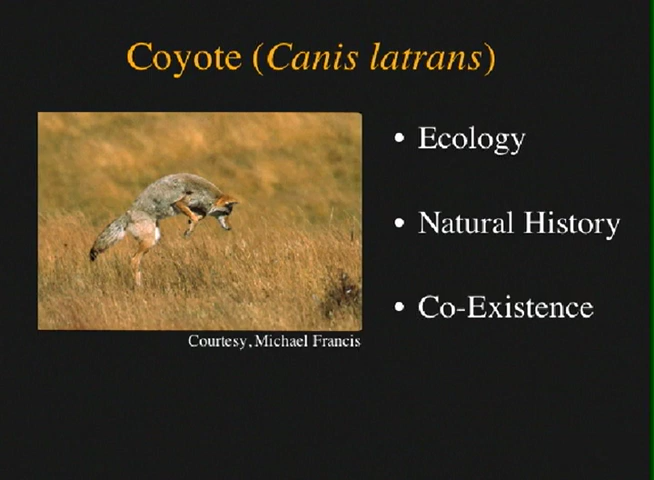 Coyote (Canis latrans)
• Ecology
• Natural History
• Co-Existence
Courtesy, Michael Francis